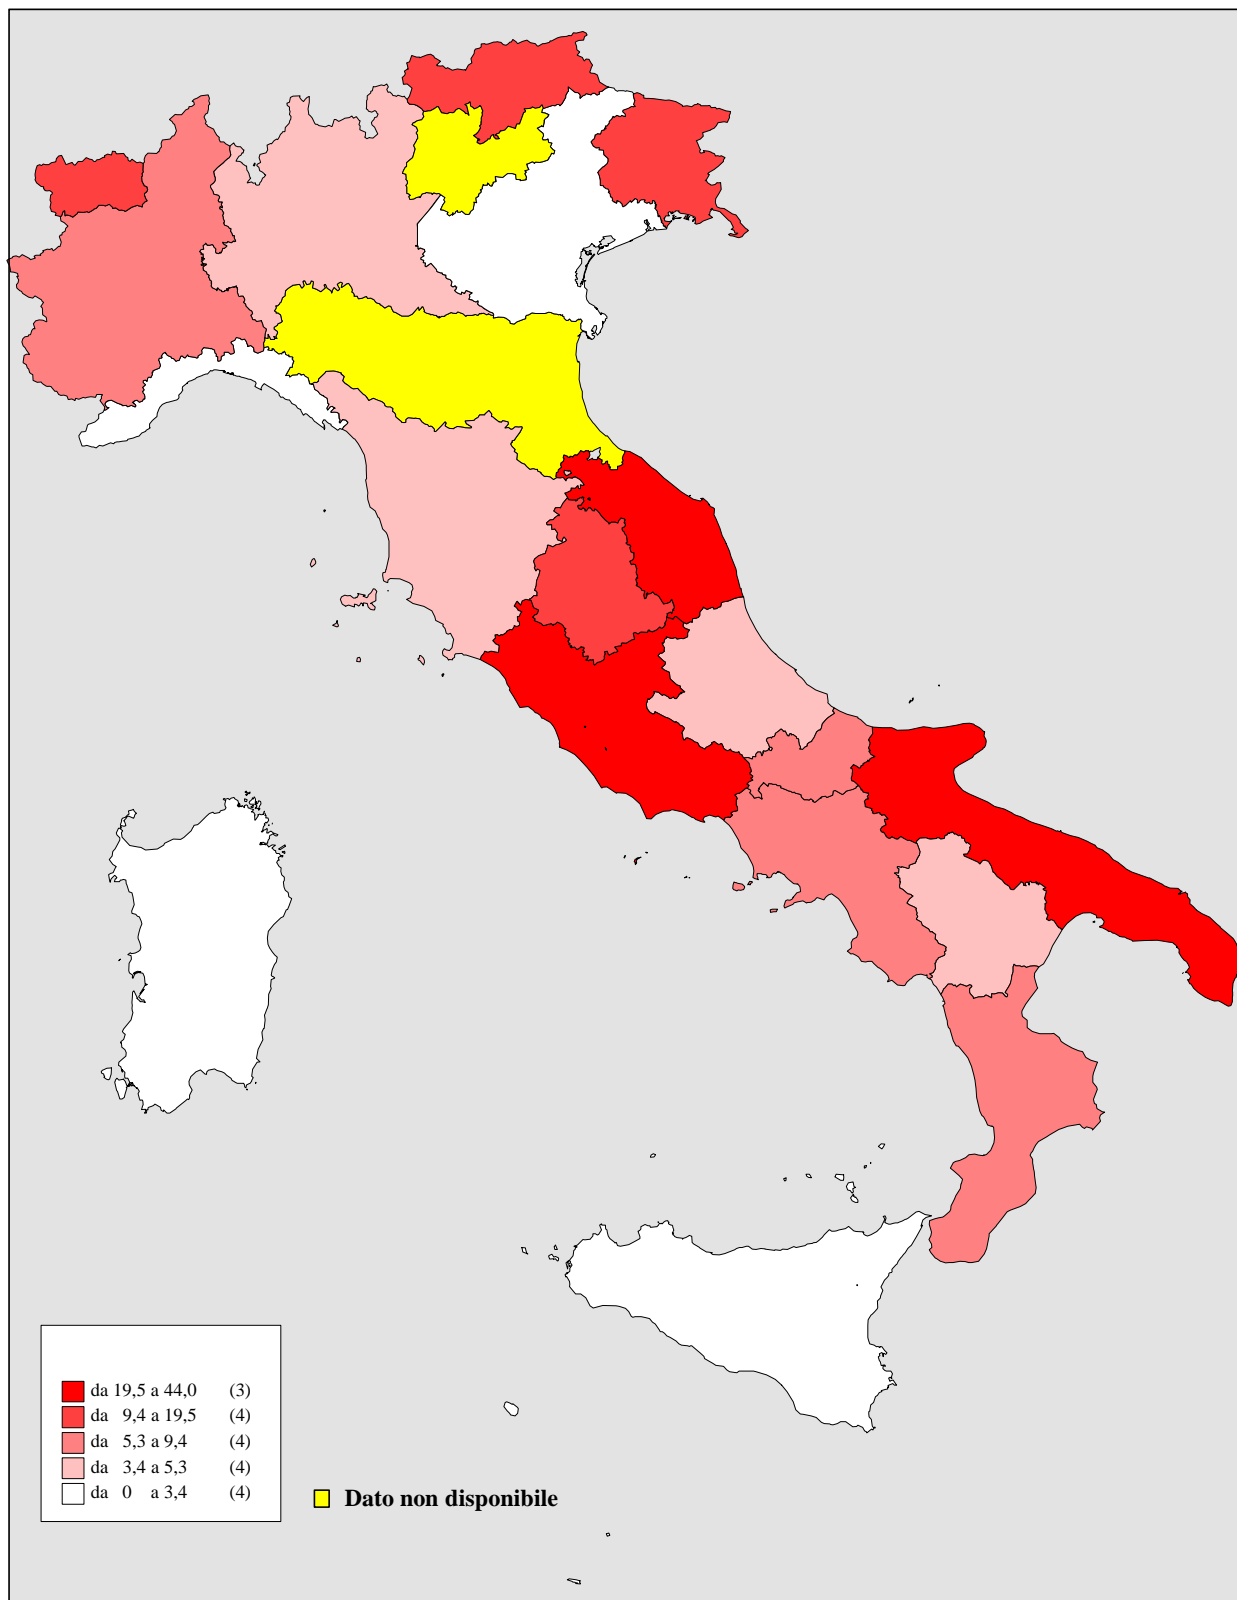 da 19,5 a 44,0 (3)
da 9,4 a 19,5 (4)
da 5,3 a 9,4 (4)
da 3,4 a 5,3 (4)
da 0 a 3,4 (4)
Dato non disponibile